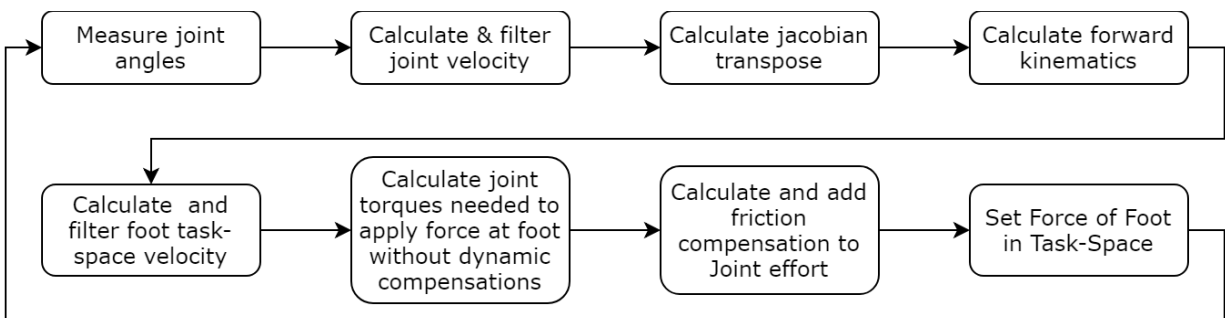 Measure joint
angles
Calculate & filter
joint velocity
Calculate jacobian
transpose
Calculate forward
kinematics
Calculate and
filter foot task-
space velocity
Calculate joint
torques needed to
apply force at foot
without dynamic
compensations
Calculate and add
friction
compensation to
Joint effort
Set Force of Foot
in Task-Space